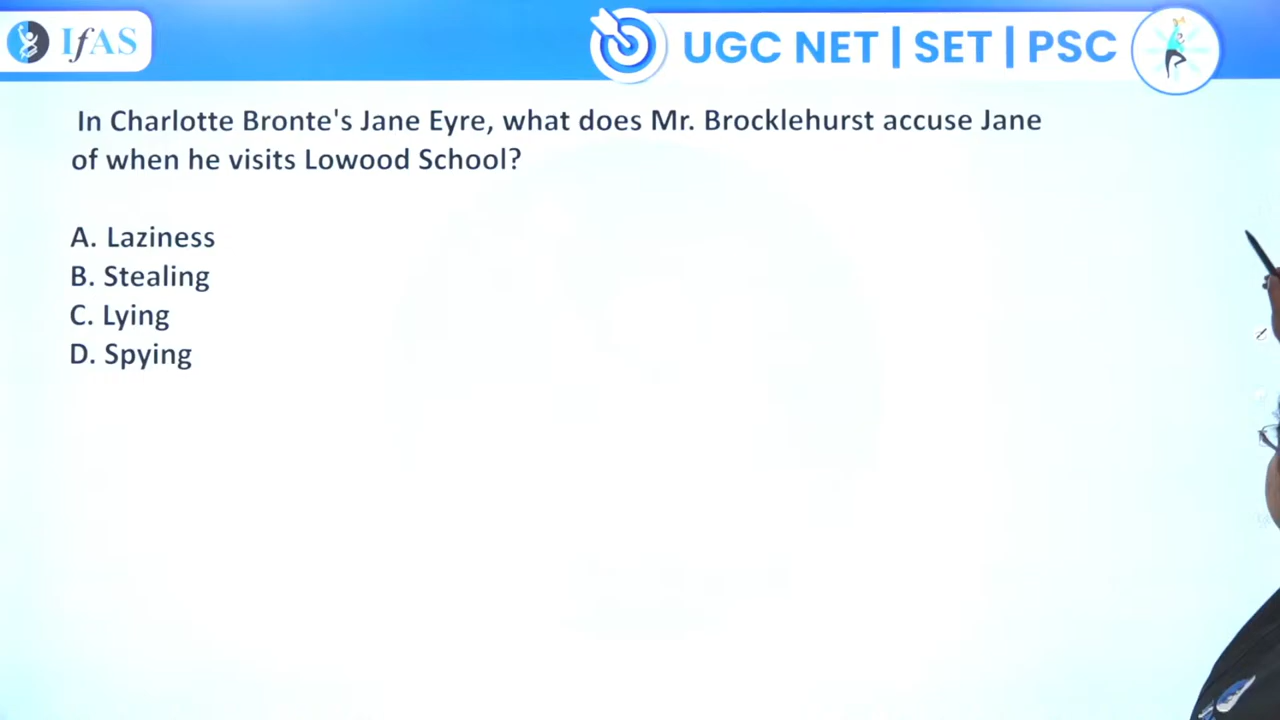 IfAS
UGC NET | SET | PSC
In Charlotte Bronte's Jane Eyre, what does Mr. Brocklehurst accuse Jane
of when he visits Lowood School?
A. Laziness
B. Stealing
C. Lying
D. Spying